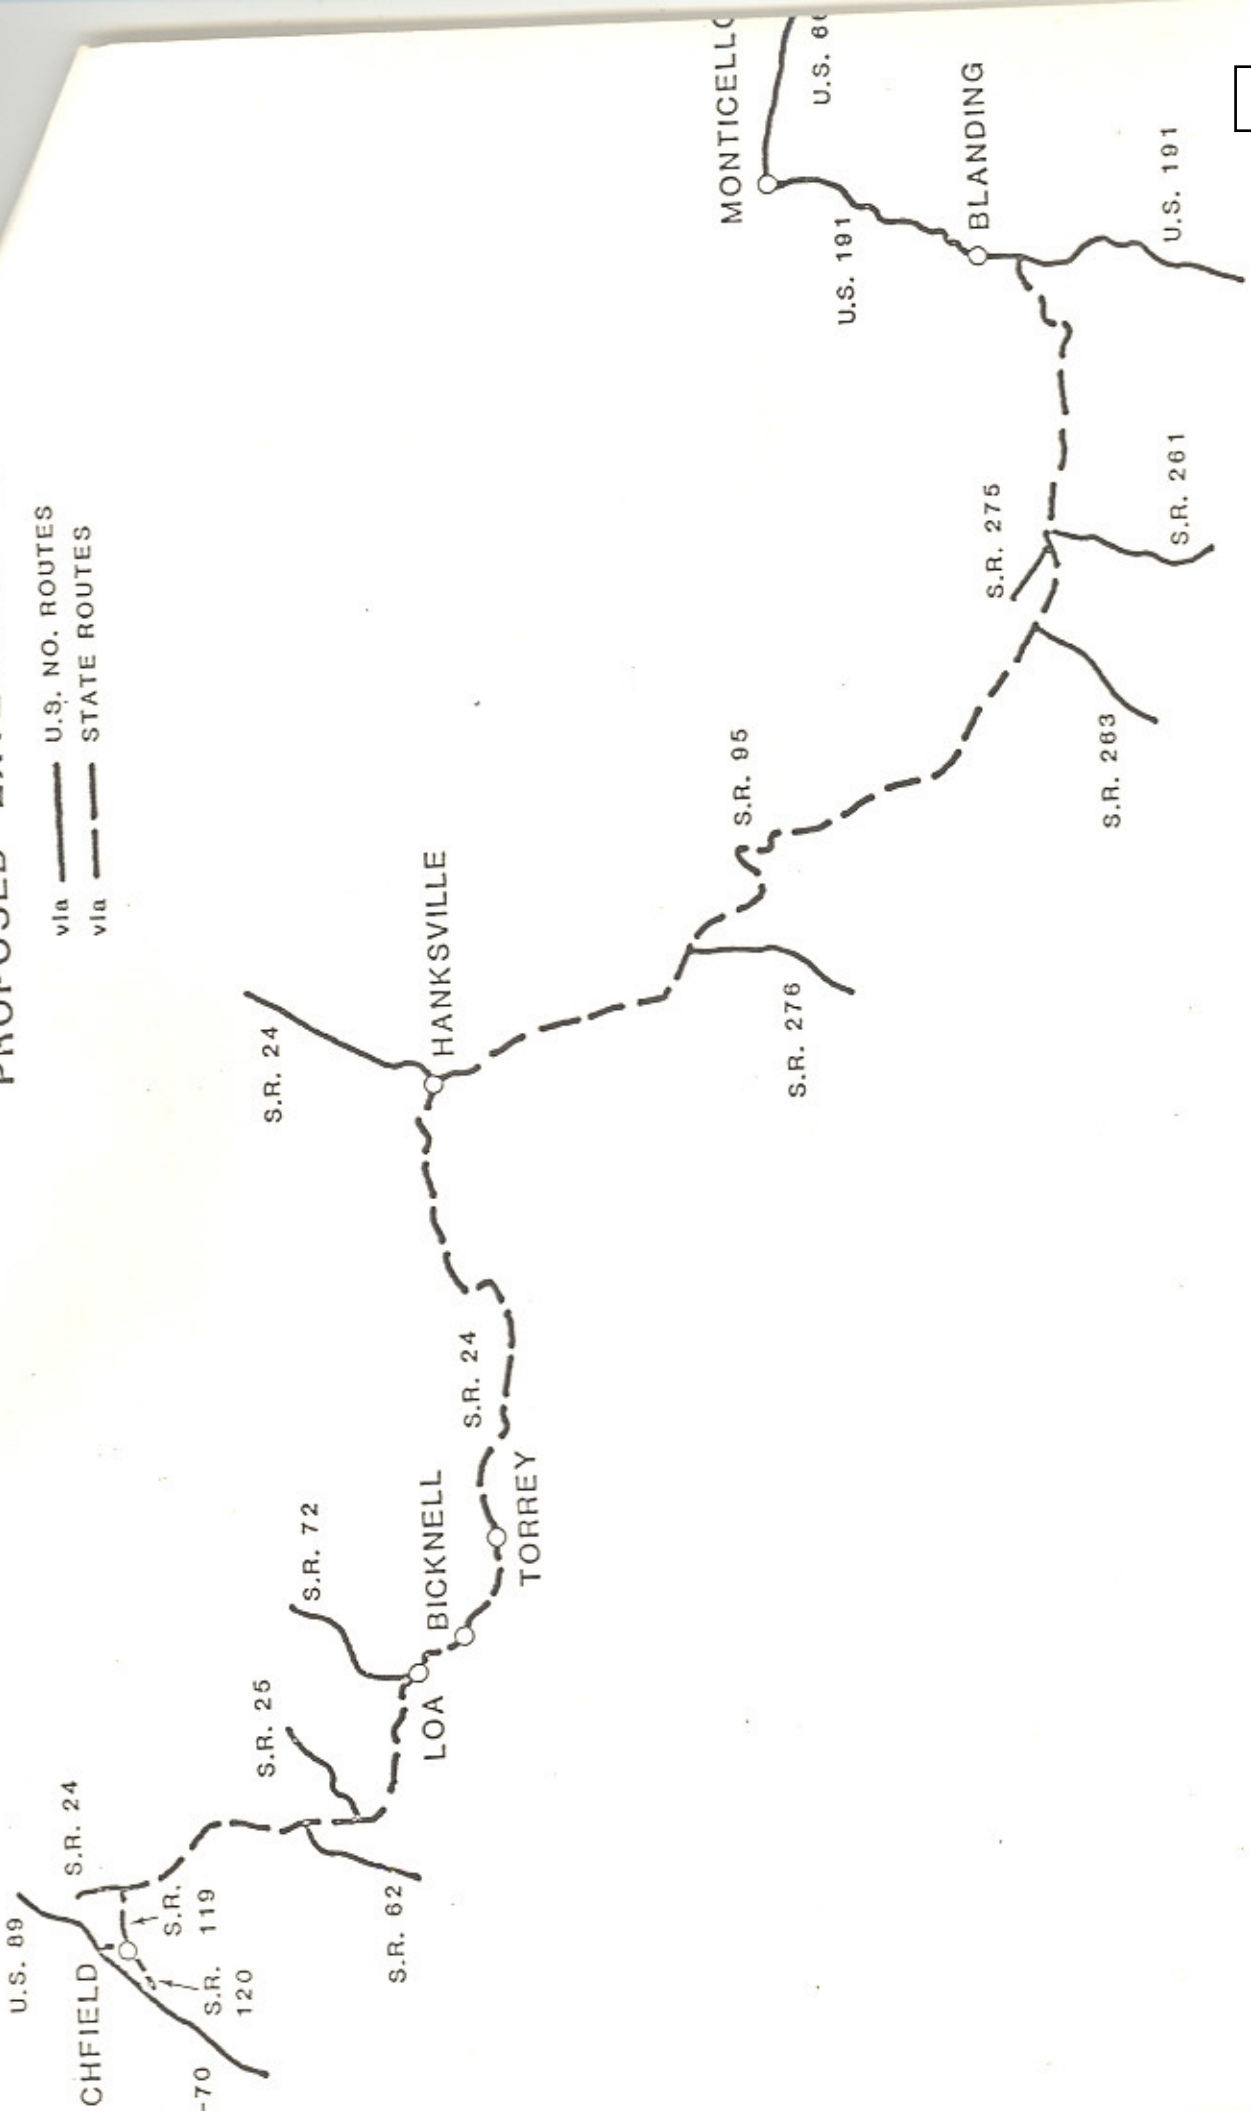 via U.S. NO. ROUTES
via STATE ROUTES
U.S. 89
CHFIELD
-70
S.R. 24
S.R.
119
S.R.
120
S.R. 62
S.R. 25
LOA
S.R. 72
BICKNELL
TORREY
S.R. 24
S.R. 24
HANKSVILLE
S.R. 276
S.R. 95
S.R. 263
S.R. 275
S.R. 261
MONTICELLO
U.S. 191
BLANDING
U.S. 191